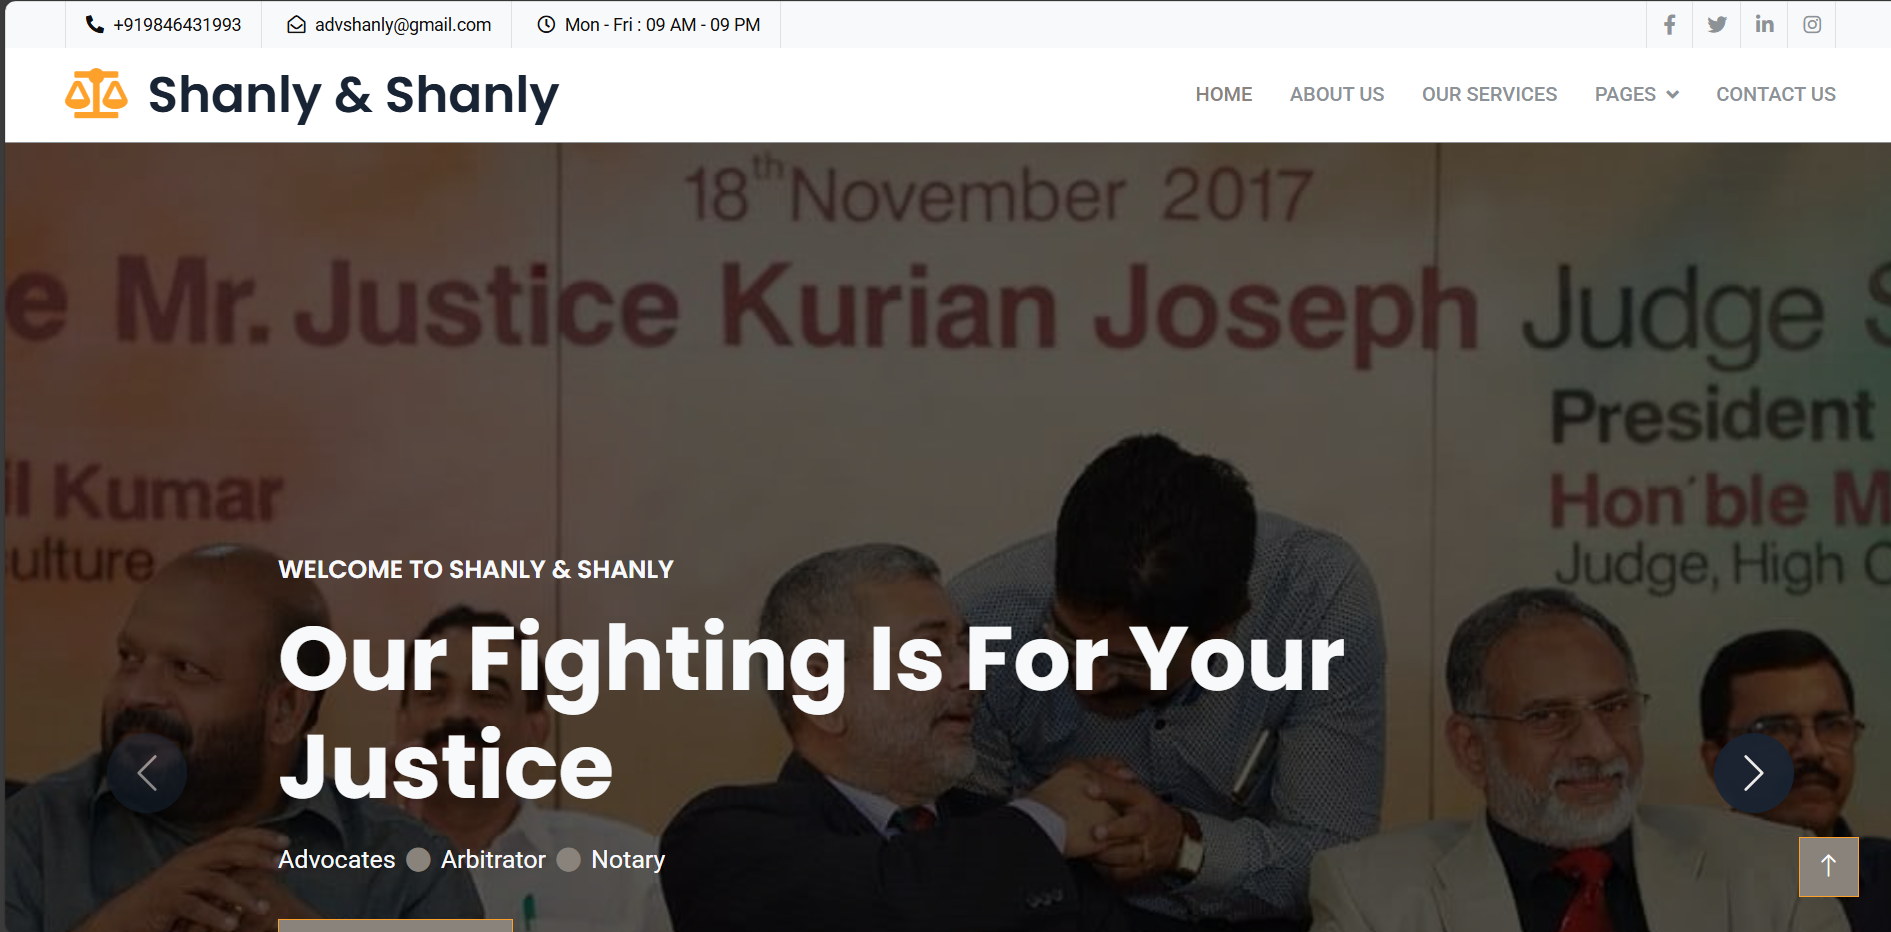 +919846431993
advshanly@gmail.com
Mon - Fri : 09 AM - 09 PM
Shanly & Shanly
HOME
ABOUT US
OUR SERVICES
PAGES
CONTACT US
18th November 2017
e Mr. Justice Kurian Joseph Judge S
President
il Kumar
Hon'ble M
ulture
Judge, High C
WELCOME TO SHANLY & SHANLY
Our Fighting Is For Your
Justice
Advocates Arbitrator Notary